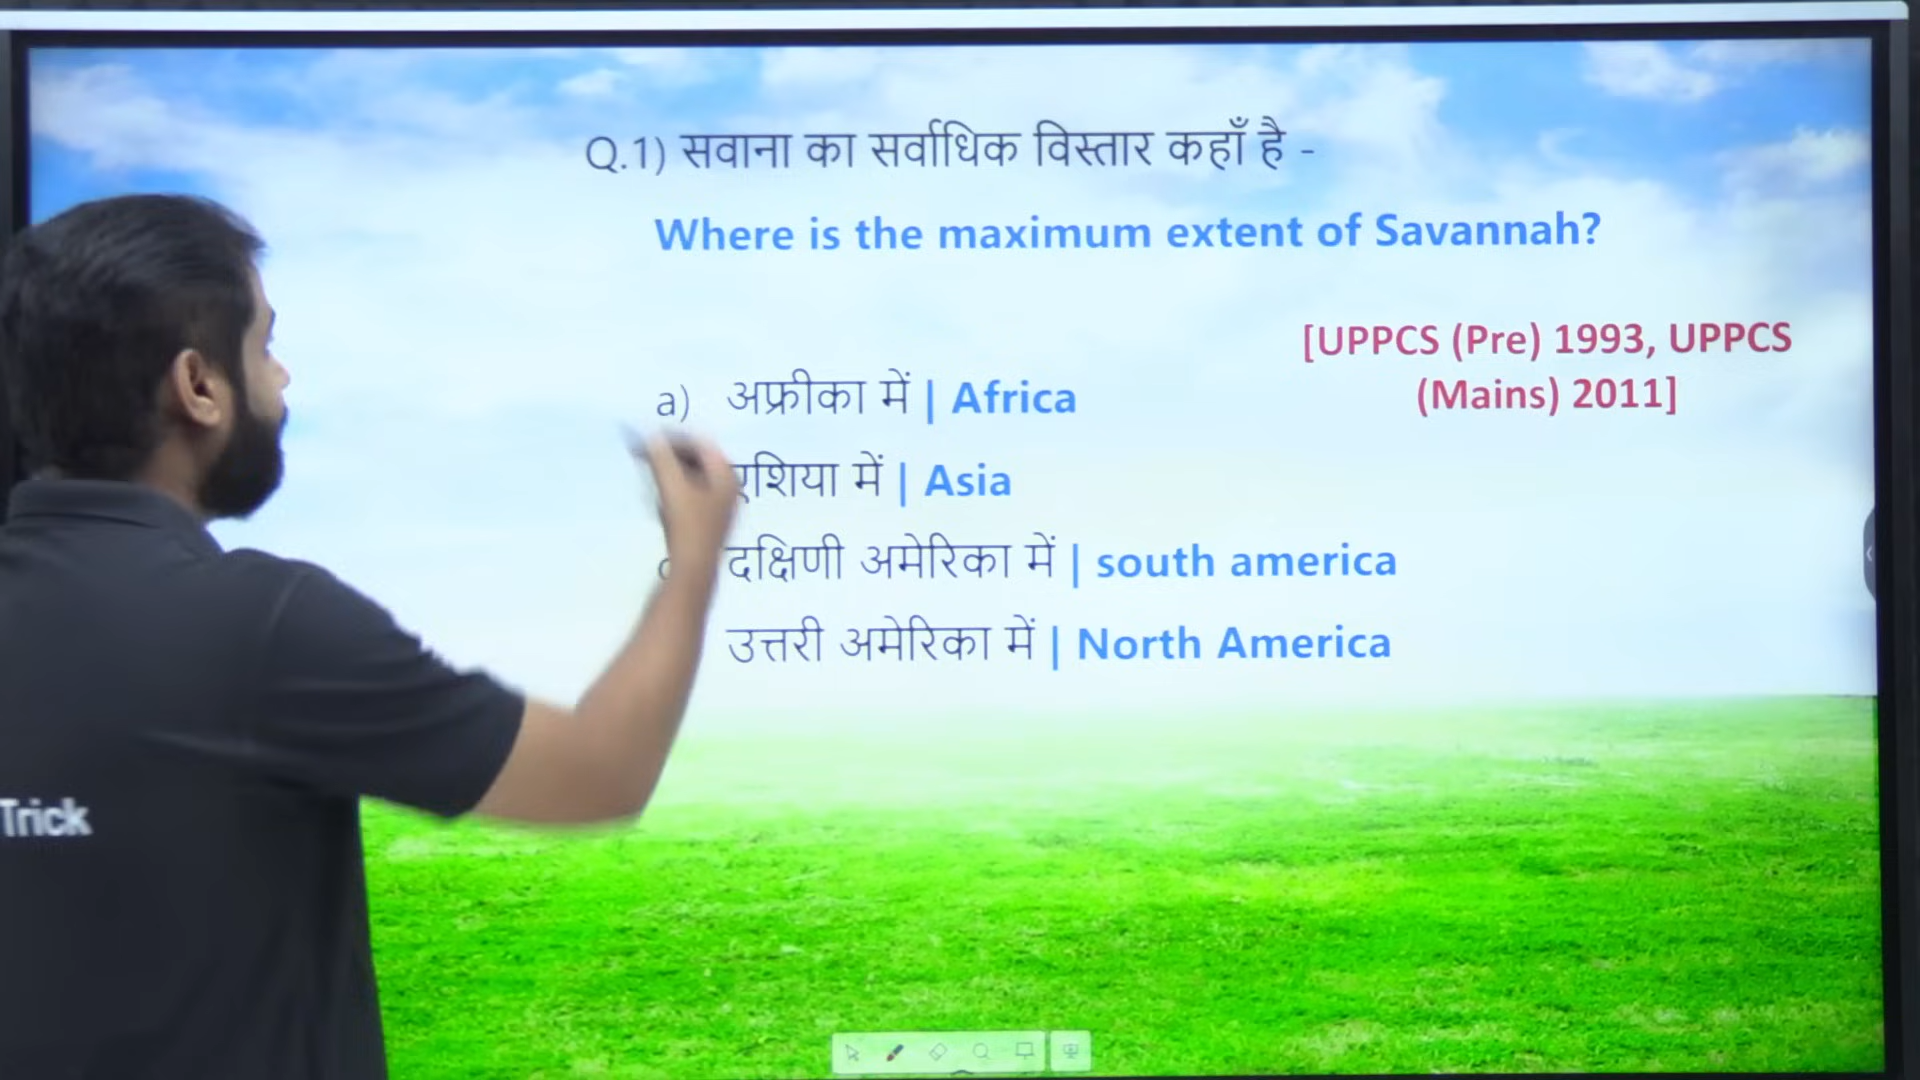 Q.1) सवाना का सर्वाधिक विस्तार कहाँ है -
Where is the maximum extent of Savannah?
[UPPCS (Pre) 1993, UPPCS
(Mains) 2011]
a) अफ्रीका में | Africa
एशिया में | Asia
दक्षिणी अमेरिका में | south america
उत्तरी अमेरिका में | North America
Trick